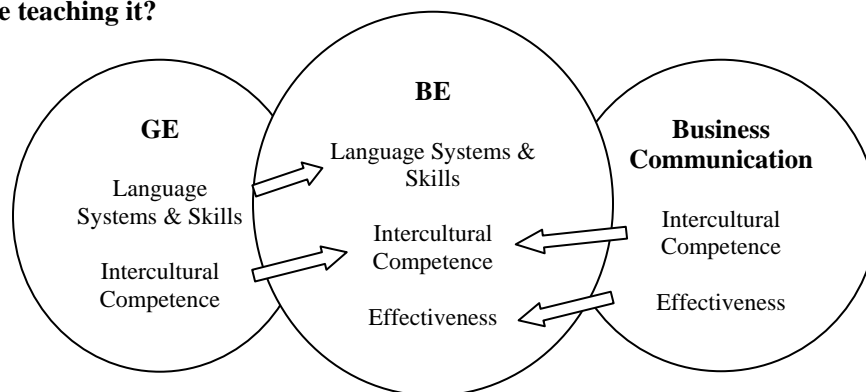 e teaching it?
GE
Language
Systems & Skills
Intercultural
Competence
BE
Language Systems &
Skills
Intercultural
Competence
Effectiveness
Business
Communication
Intercultural
Competence
Effectiveness